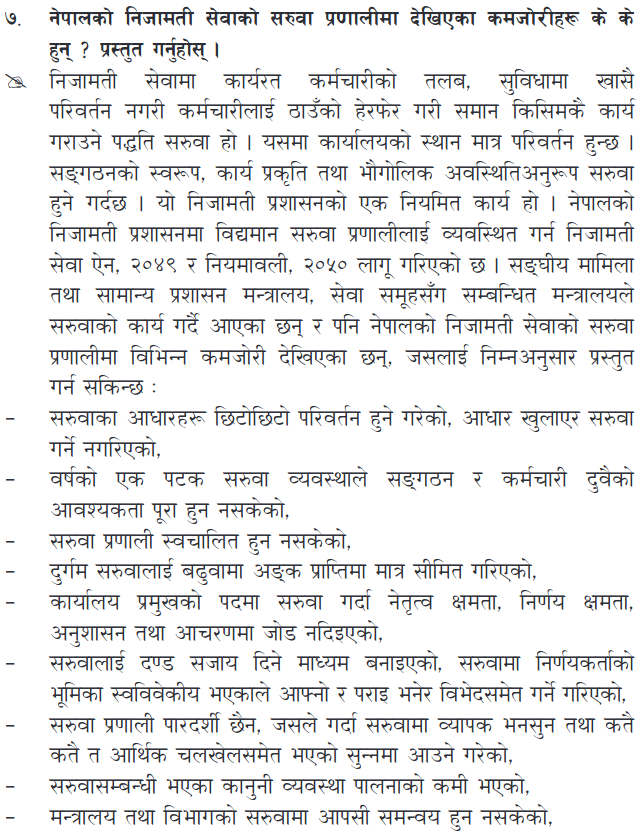 ७. नेपालको निजामती सेवाको सरुवा प्रणालीमा देखिएका कमजोरीहरू के के
हुन् ? प्रस्तुत गर्नुहोस् ।
निजामती सेवामा कार्यरत कर्मचारीको तलब, सुविधामा खासै
परिवर्तन नगरी कर्मचारीलाई ठाउँको हेरफेर गरी समान किसिमकै कार्य
गराउने पद्धति सरुवा हो । यसमा कार्यालयको स्थान मात्र परिवर्तन हुन्छ ।
सङ्गठनको स्वरूप, कार्य प्रकृति तथा भौगोलिक अवस्थितिअनुरूप सरुवा
हुने गर्दछ । यो निजामती प्रशासनको एक नियमित कार्य हो । नेपालको
निजामती प्रशासनमा विद्यमान सरुवा प्रणालीलाई व्यवस्थित गर्न निजामती
सेवा ऐन, २०४९ र नियमावली, २०५० लागू गरिएको छ । सङ्घीय मामिला
तथा सामान्य प्रशासन मन्त्रालय, सेवा समूहसँग सम्बन्धित मन्त्रालयले
सरुवाको कार्य गर्दै आएका छन् र पनि नेपालको निजामती सेवाको सरुवा
प्रणालीमा विभिन्न कमजोरी देखिएका छन्, जसलाई निम्नअनुसार प्रस्तुत
गर्न सकिन्छ :
– सरुवाका आधारहरू छिटोछिटो परिवर्तन हुने गरेको, आधार खुलाएर सरुवा
गर्ने नगरिएको,
– वर्षको एक पटक सरुवा व्यवस्थाले सङ्गठन र कर्मचारी दुवैको
आवश्यकता पूरा हुन नसकेको,
– सरुवा प्रणाली स्वचालित हुन नसकेको,
– दुर्गम सरुवालाई बढुवामा अङ्क प्राप्तिमा मात्र सीमित गरिएको,
– कार्यालय प्रमुखको पदमा सरुवा गर्दा नेतृत्व क्षमता, निर्णय क्षमता,
अनुशासन तथा आचरणमा जोड नदिइएको,
– सरुवालाई दण्ड सजाय दिने माध्यम बनाइएको, सरुवामा निर्णयकर्ताको
भूमिका स्वविवेकीय भएकाले आफ्नो र पराइ भनेर विभेदसमेत गर्ने गरिएको,
– सरुवा प्रणाली पारदर्शी छैन, जसले गर्दा सरुवामा व्यापक भनसुन तथा कतै
कतै त आर्थिक चलखेलसमेत भएको सुन्नमा आउने गरेको,
– सरुवासम्बन्धी भएका कानुनी व्यवस्था पालनाको कमी भएको,
– मन्त्रालय तथा विभागको सरुवामा आपसी समन्वय हुन नसकेको,